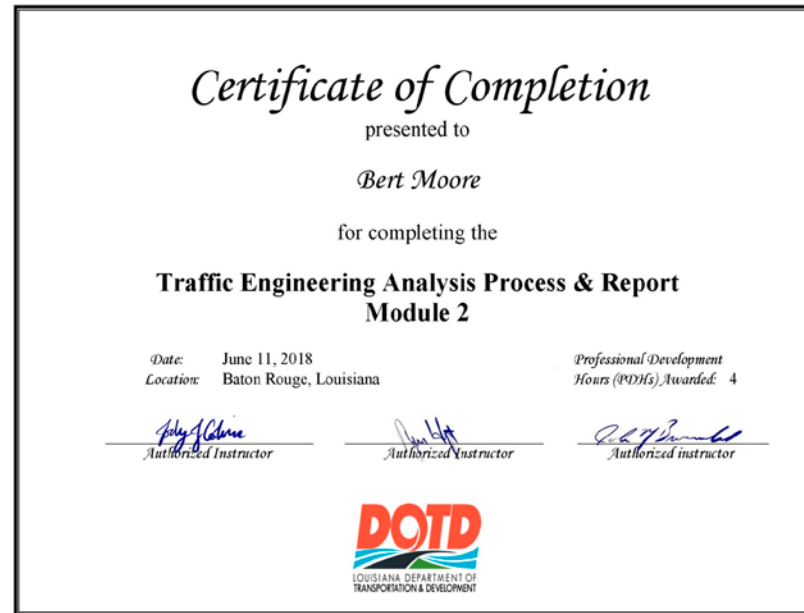 Certificate of Completion
presented to
Bert Moore
for completing the
Traffic Engineering Analysis Process & Report
Module 2
Date: June 11, 2018
Location: Baton Rouge, Louisiana
Professional Development
Hours (PDHs) Awarded: 4
Authorized Instructor
Authorized Instructor
Authorized instructor
DOTD
LOUISIANA DEPARTMENT OF
TRANSPORTATION & DEVELOPMENT